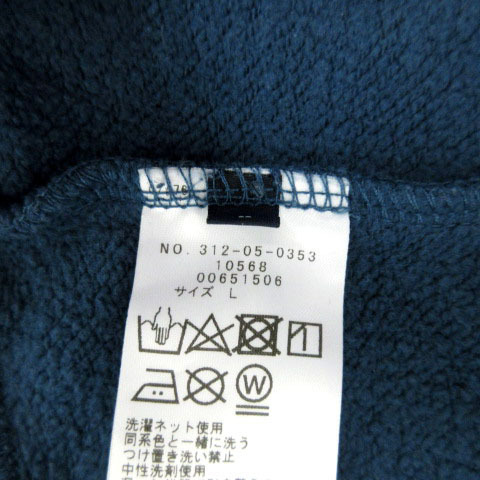 NO. 312-05-0353
10568
00651506
サイズ L
W
洗濯ネット使用
同系色と一緒に洗う
つけ置き洗い禁止
中性洗剤使用